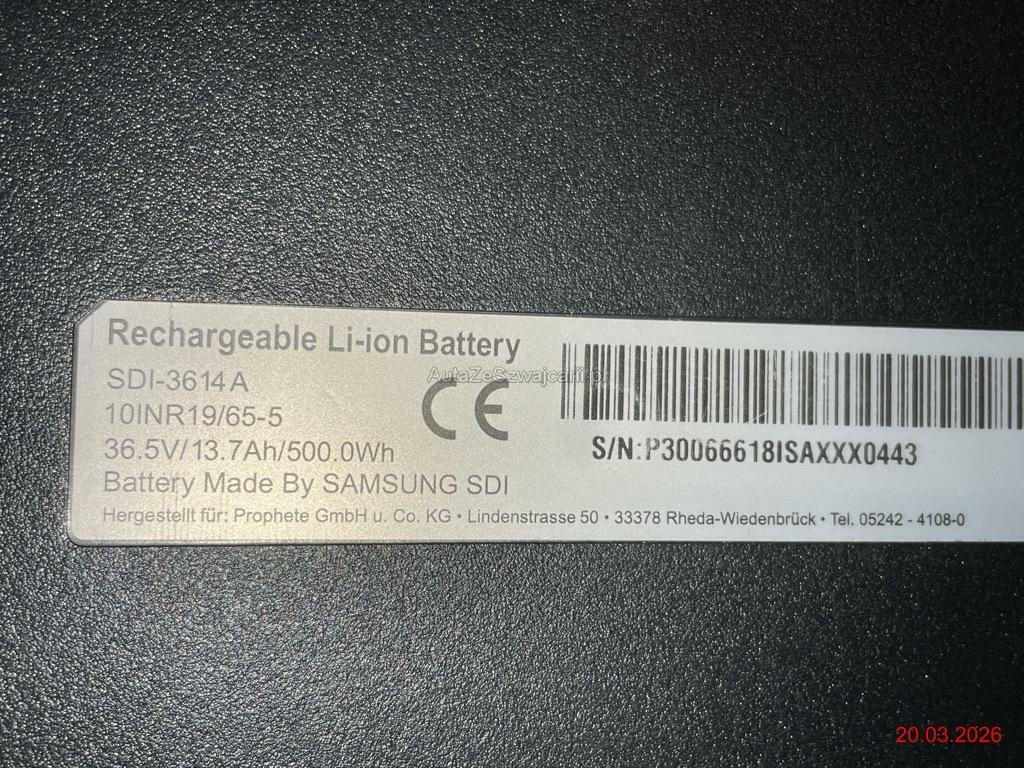 Rechargeable Li-ion Battery
SDI-3614A
10INR19/65-5
36.5V/13.7Ah/500.0Wh
Battery Made By SAMSUNG SDI
Hergestellt für: Prophete GmbH u. Co. KG • Lindenstrasse 50 • 33378 Rheda-Wiedenbrück • Tel. 05242 - 4108-0
CE
AutaZeSzwajcarii.pl
S/N:P30066618ISAXXX0443
20.03.2026